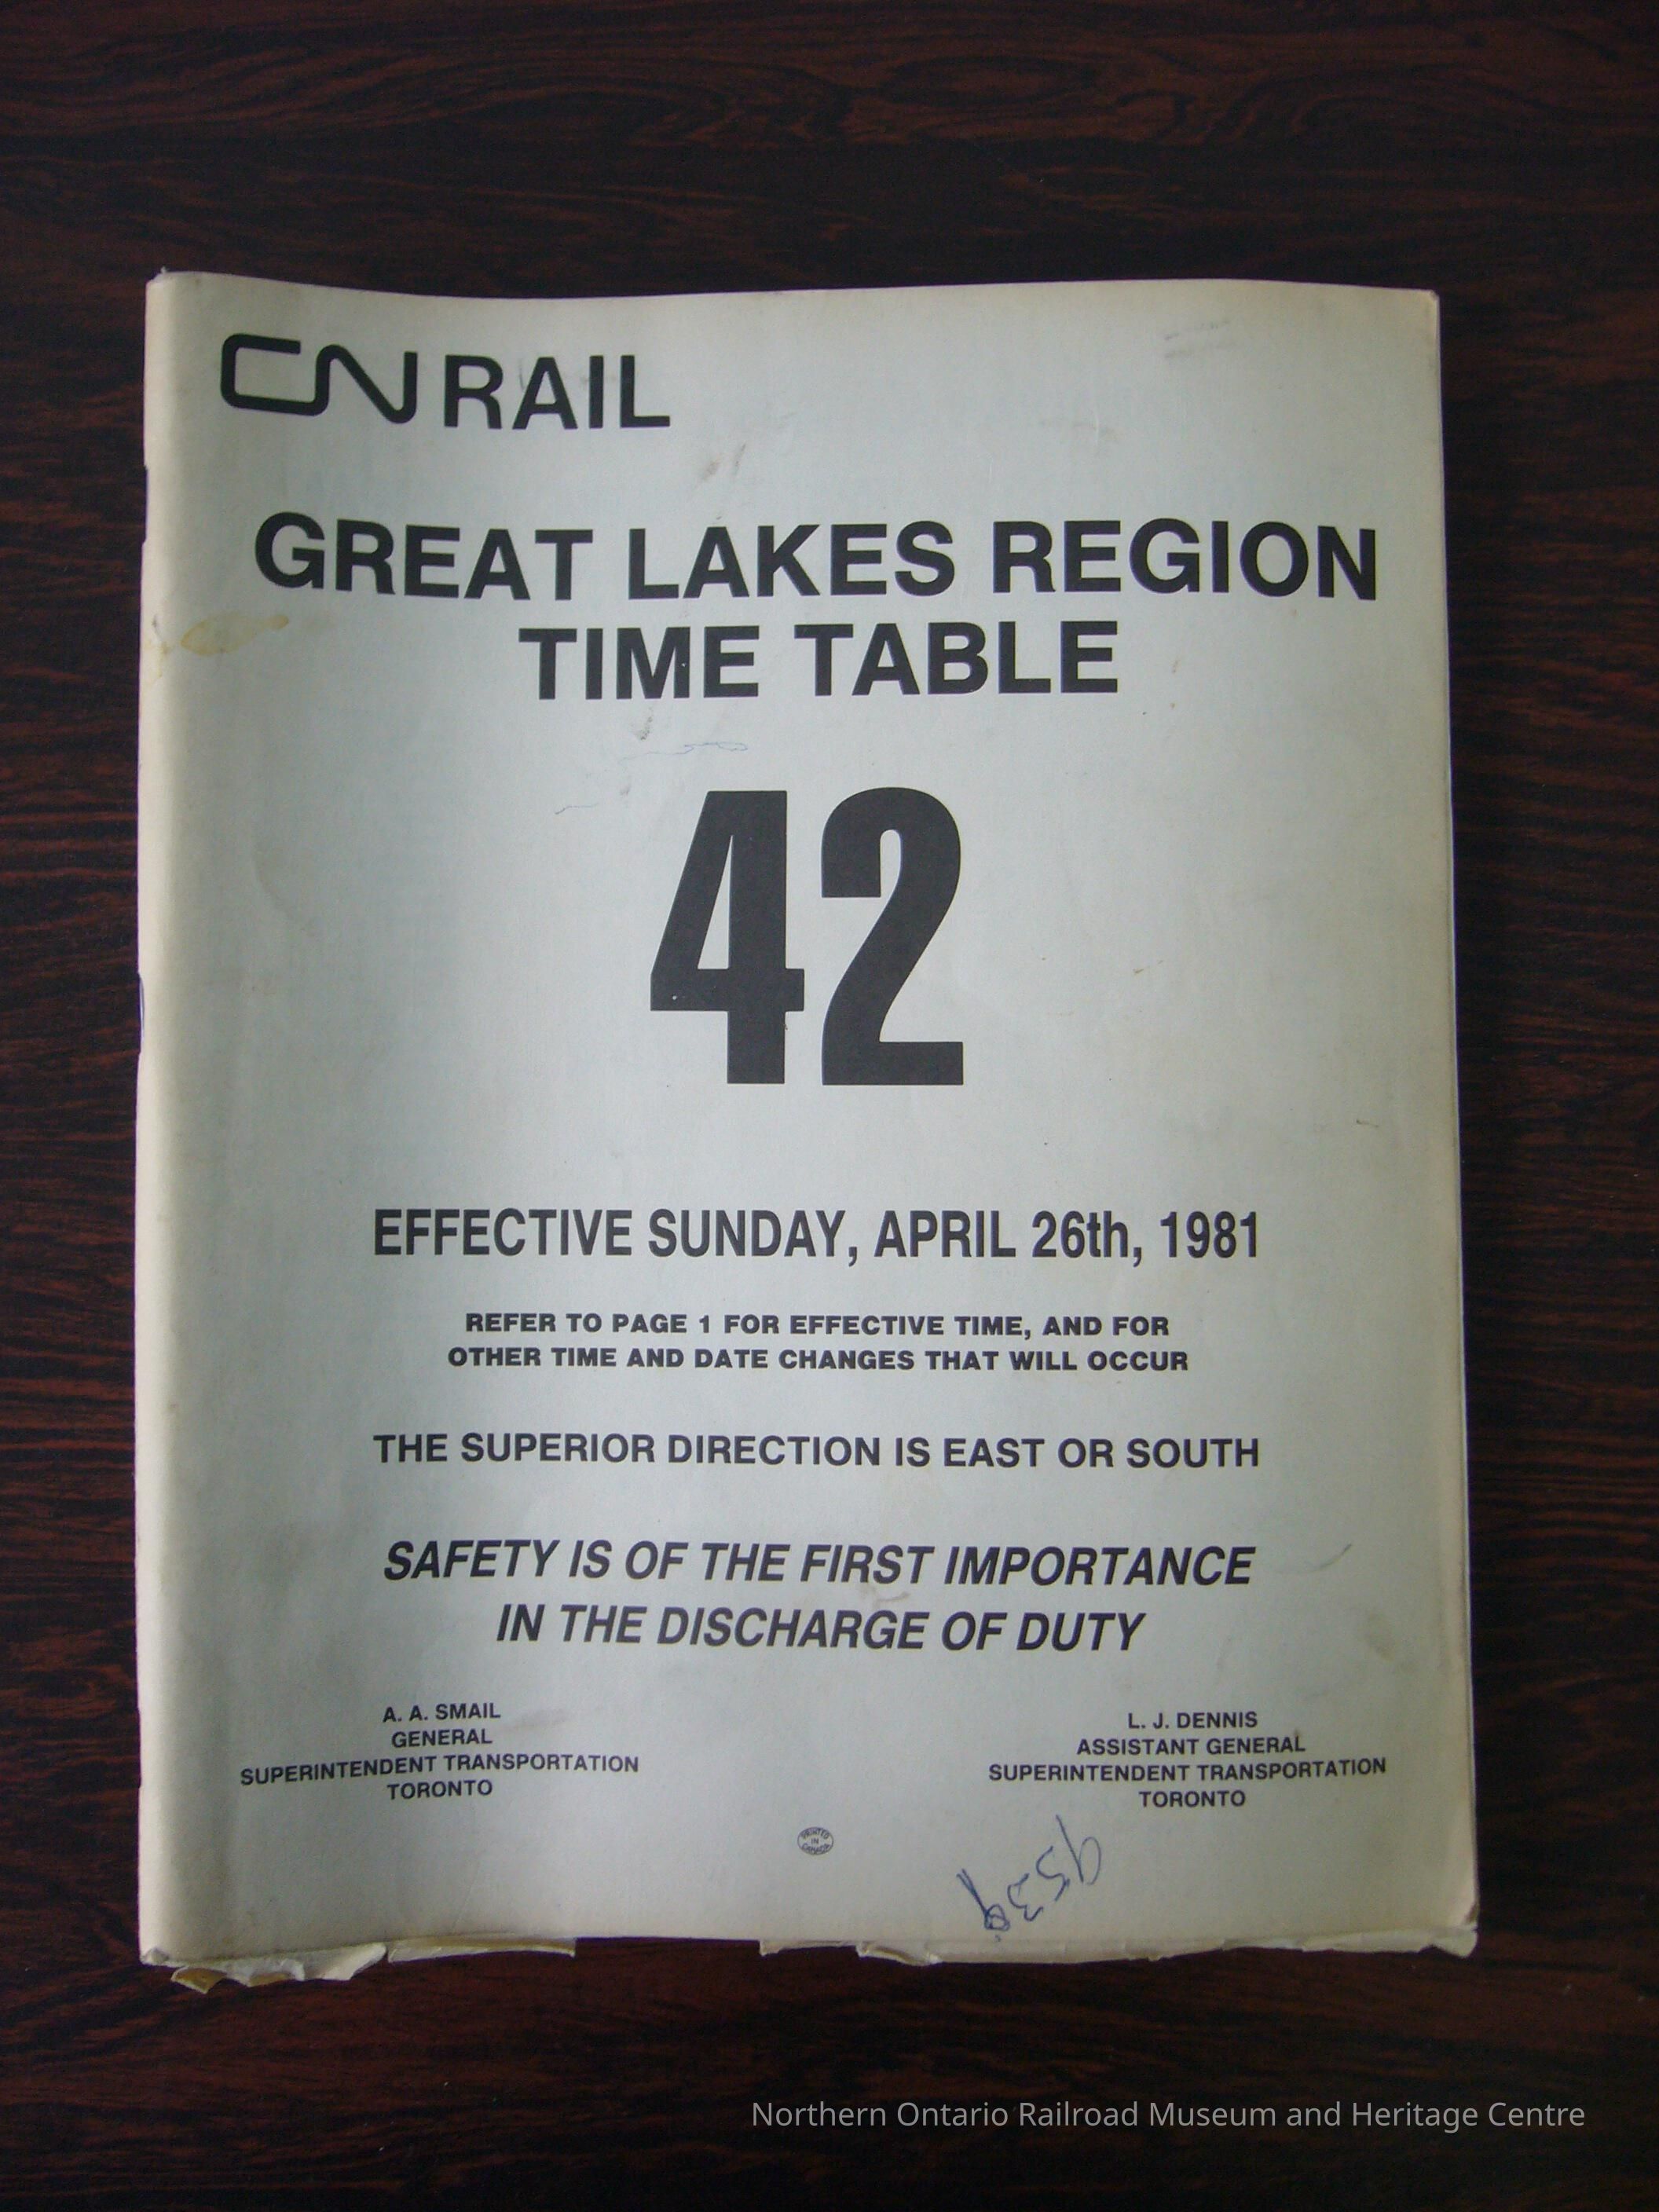 CN RAIL
GREAT LAKES REGION
TIME TABLE
42
EFFECTIVE SUNDAY, APRIL 26th, 1981
REFER TO PAGE 1 FOR EFFECTIVE TIME, AND FOR
OTHER TIME AND DATE CHANGES THAT WILL OCCUR
THE SUPERIOR DIRECTION IS EAST OR SOUTH
SAFETY IS OF THE FIRST IMPORTANCE
IN THE DISCHARGE OF DUTY
A. A. SMAIL
GENERAL
SUPERINTENDENT TRANSPORTATION
TORONTO
L. J. DENNIS
ASSISTANT GENERAL
SUPERINTENDENT TRANSPORTATION
TORONTO
PRINTED
IN
CANADA
Northern Ontario Railroad Museum and Heritage Centre